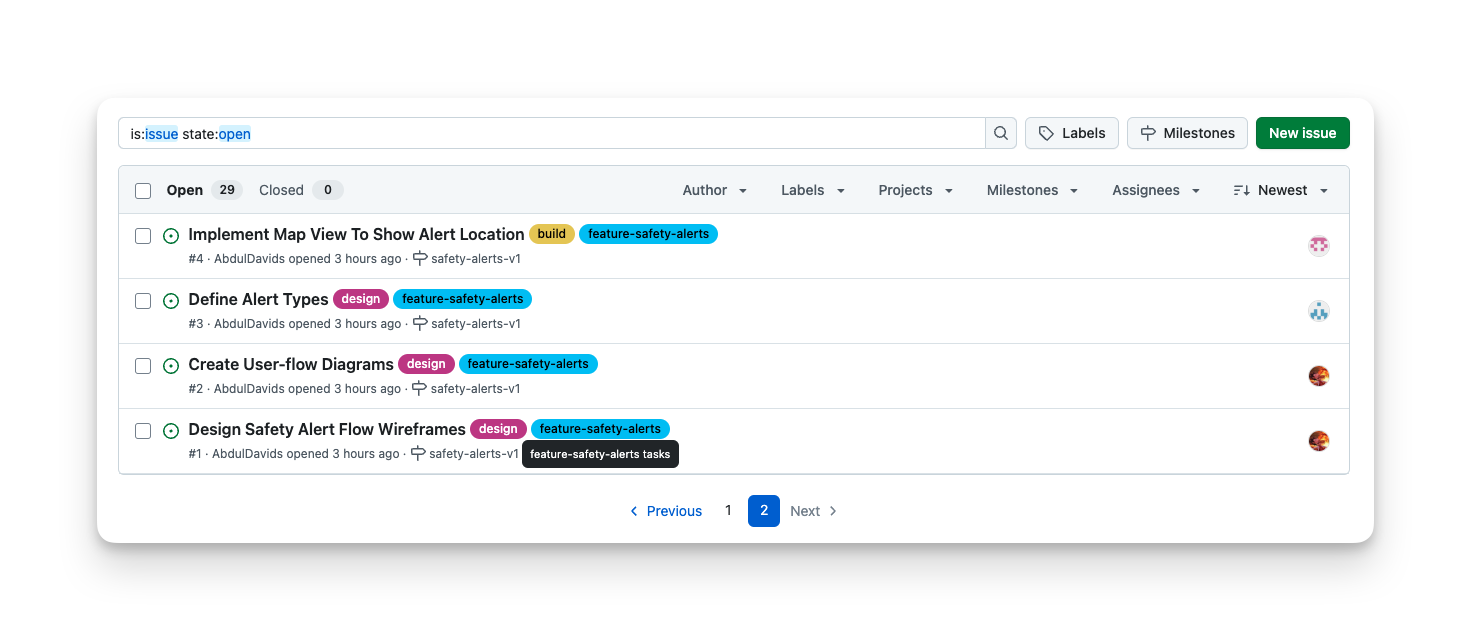 is:issue state:open Labels Milestones New issue
Open 29 Closed 0 Author Labels Projects Milestones Assignees Newest
Implement Map View To Show Alert Location build feature-safety-alerts
#4 · AbdulDavids opened 3 hours ago · safety-alerts-v1
Define Alert Types design feature-safety-alerts
#3 · AbdulDavids opened 3 hours ago · safety-alerts-v1
Create User-flow Diagrams design feature-safety-alerts
#2 · AbdulDavids opened 3 hours ago · safety-alerts-v1
Design Safety Alert Flow Wireframes design feature-safety-alerts
#1 · AbdulDavids opened 3 hours ago · safety-alerts-v1 feature-safety-alerts tasks
Previous 1 2 Next